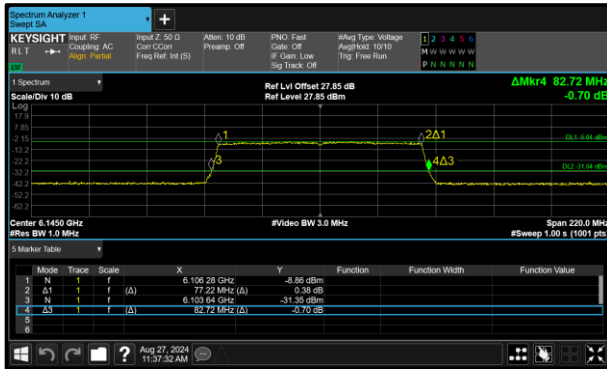 Spectrum Analyzer 1
Swept SA
KEYSIGHT Input: RF Input Z: 50 Ω Atten: 10 dB PNO: Fast #Avg Type: Voltage 1 2 3 4 5 6
RLT Coupling: AC Corr CCorr Preamp: Off Gate: Off Avg|Hold: 10/10 M W W W W W
Align: Partial Freq Ref: Int (S) IF Gain: Low Trig: Free Run
Sig Track: Off P N N N N N
1 Spectrum Ref Lvl Offset 27.85 dB ΔMkr4 82.72 MHz
Scale/Div 10 dB Ref Level 27.85 dBm -0.70 dB
Log
17.9
7.85
-2.15 1 2Δ1 DL1 -5.04 dBm
-12.2
-22.2 3 4Δ3 DL2 -31.04 dBm
-32.2
-42.2
-52.2
-62.2
Center 6.1450 GHz #Video BW 3.0 MHz Span 220.0 MHz
#Res BW 1.0 MHz #Sweep 1.00 s (1001 pts)
5 Marker Table
Mode Trace Scale X Y Function Function Width Function Value
1 N 1 f 6.106 28 GHz -8.86 dBm
2 Δ1 1 f (Δ) 77.22 MHz (Δ) 0.38 dB
3 N 1 f 6.103 64 GHz -31.35 dBm
4 Δ3 1 f (Δ) 82.72 MHz (Δ) -0.70 dB
5
6
Aug 27, 2024
11:37:32 AM